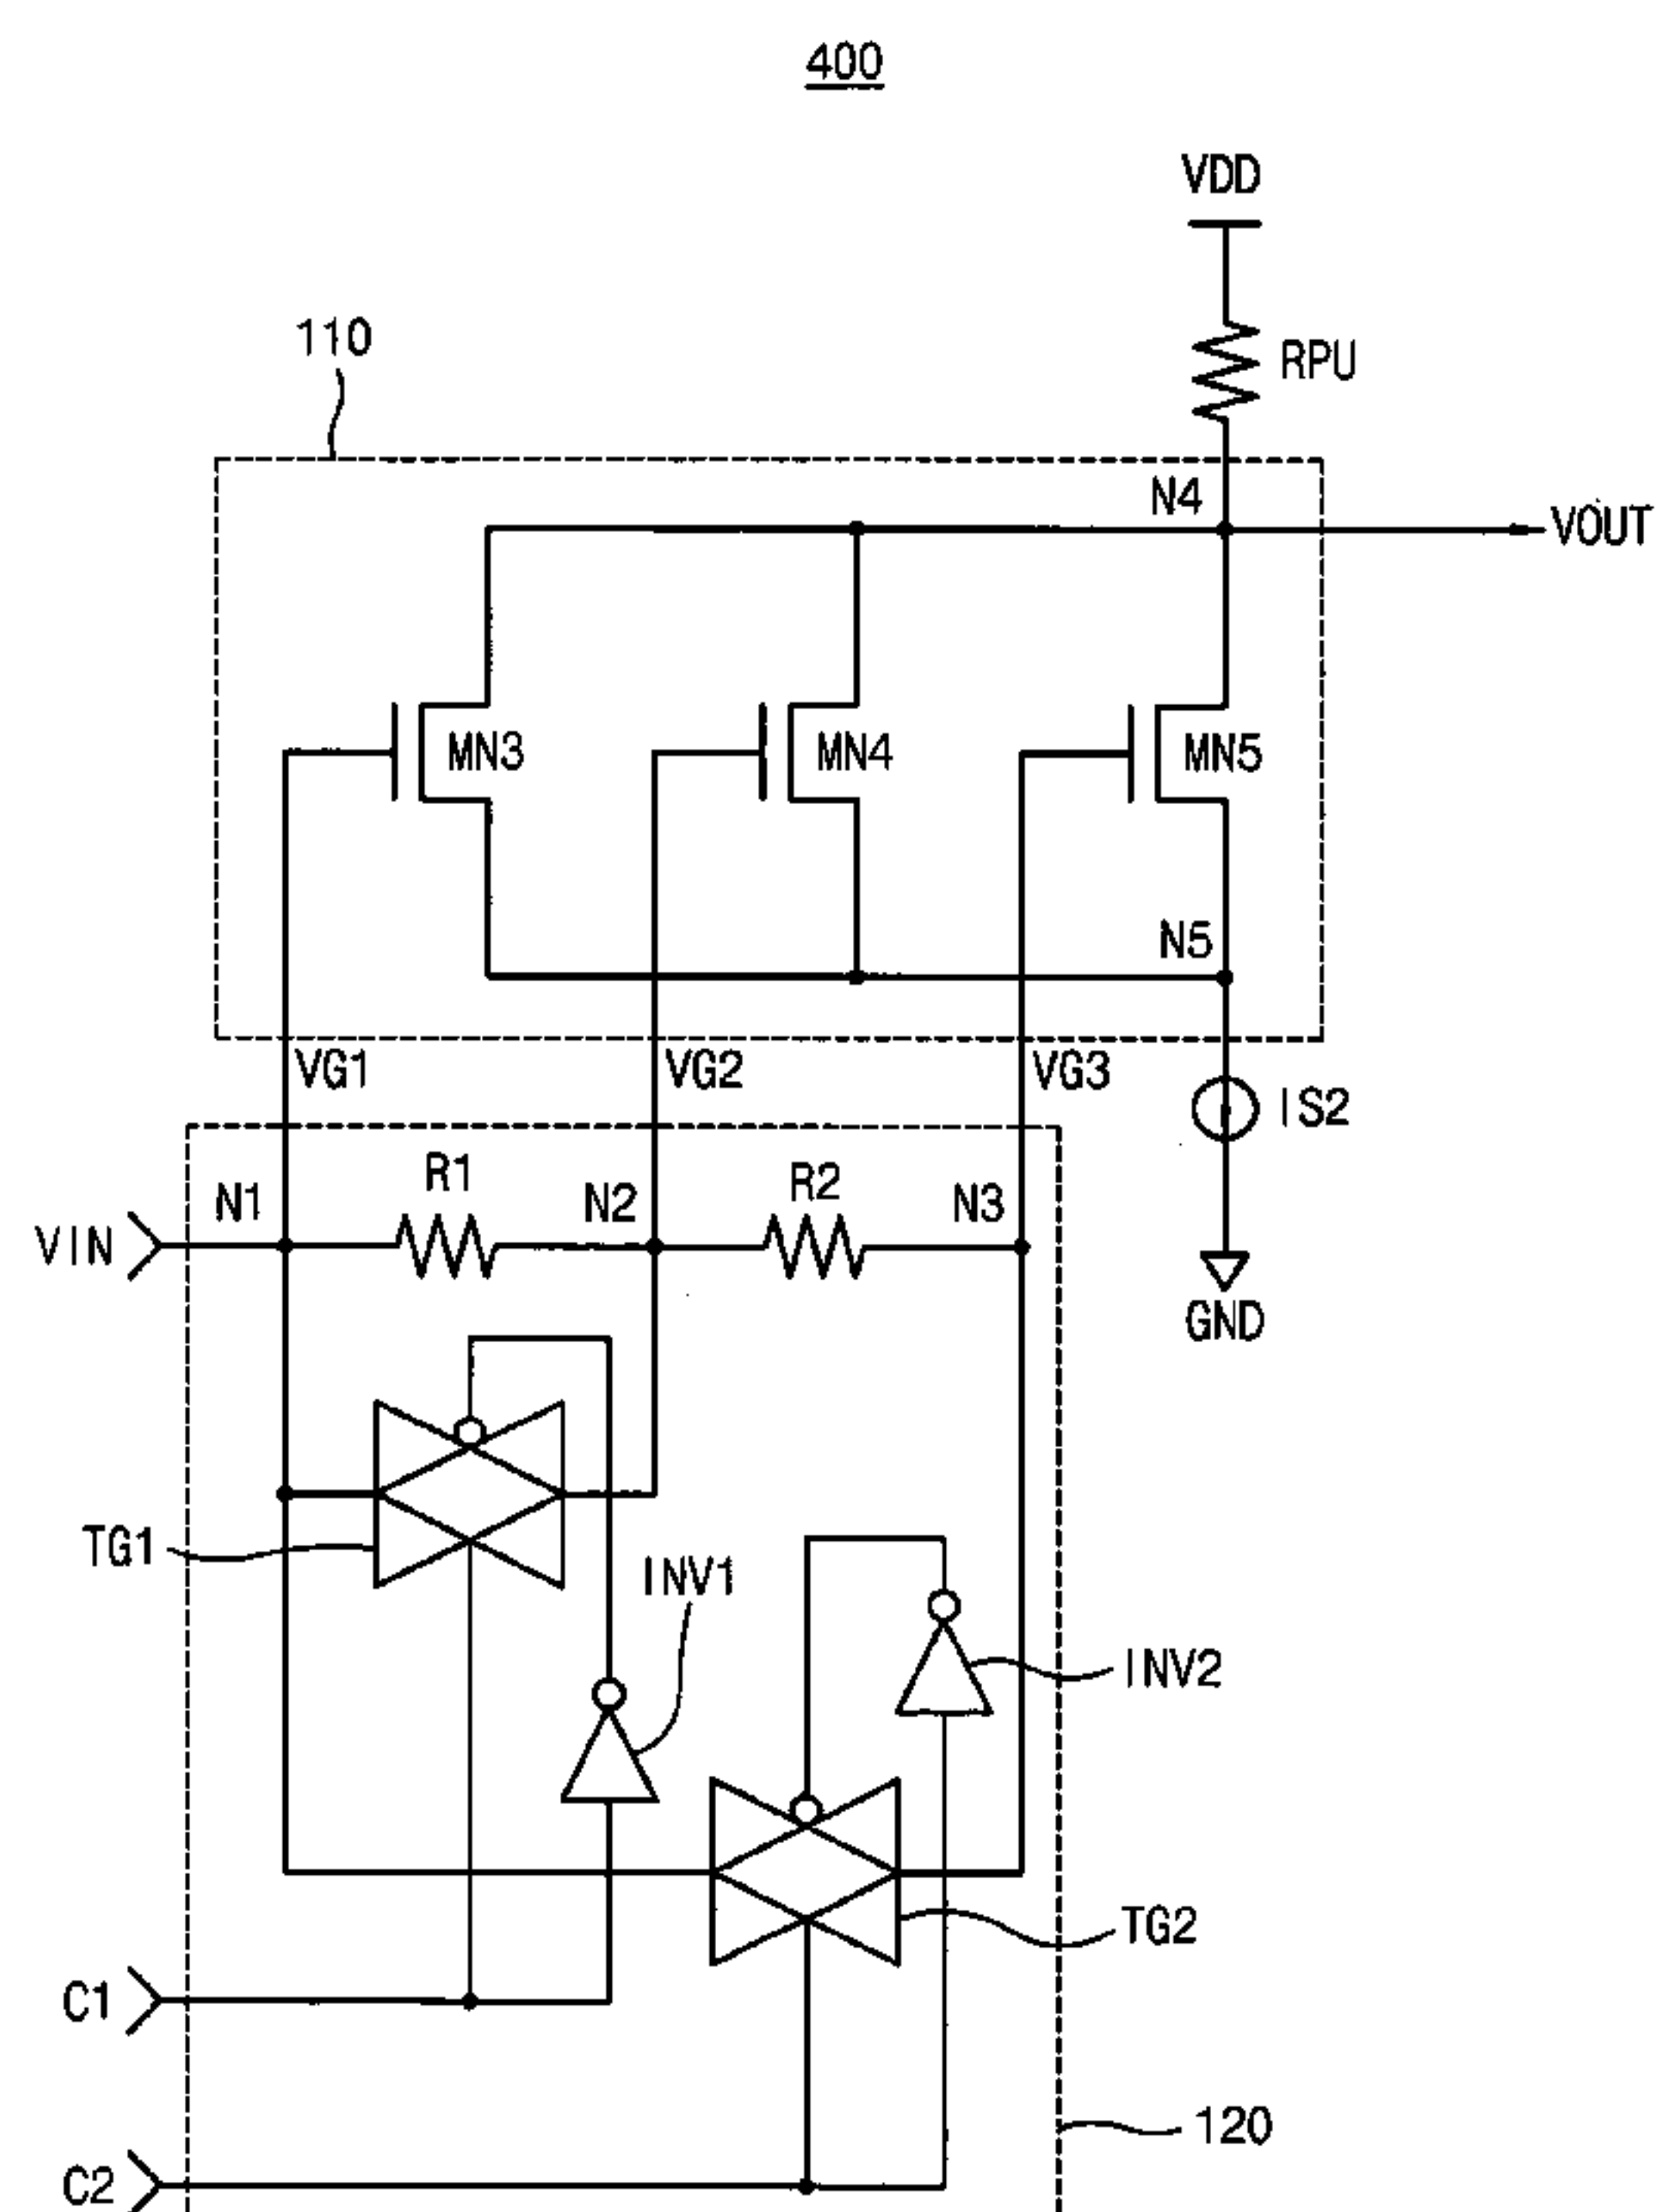 400
VDD
RPU
110
N4
VOUT
MN3 MN4 MN5
N5
VG1 VG2 VG3
IS2
VIN N1 R1 N2 R2 N3
GND
TG1
INV1
INV2
TG2
C1
120
C2